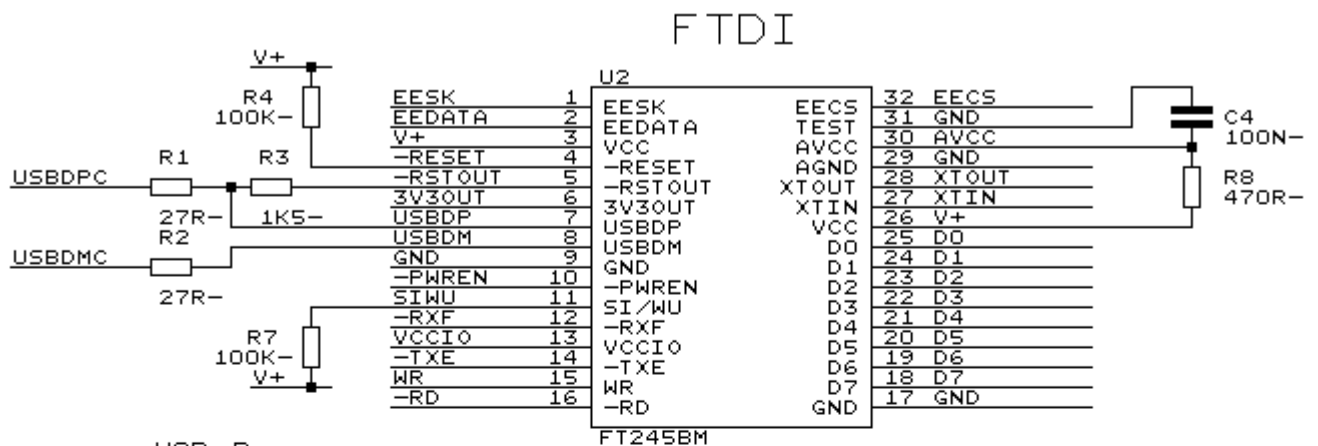 FTDI
V+
R4
100K-
R1
R3
USBDPC
27R-
1K5-
R2
USBDMC
27R-
R7
100K-
V+
U2
EESK 1 EESK
EEDATA 2 EEDATA
V+ 3 VCC
-RESET 4 -RESET
-RSTOUT 5 -RSTOUT
3V3OUT 6 3V3OUT
USBDP 7 USBDP
USBDM 8 USBDM
GND 9 GND
-PWREN 10 -PWREN
SIWU 11 SI/WU
-RXF 12 -RXF
VCCIO 13 VCCIO
-TXE 14 -TXE
WR 15 WR
-RD 16 -RD
EECS 32 EECS
TEST 31 GND
AVCC 30 AVCC
AGND 29 GND
XTOUT 28 XTOUT
XTIN 27 XTIN
VCC 26 V+
D0 25 D0
D1 24 D1
D2 23 D2
D3 22 D3
D4 21 D4
D5 20 D5
D6 19 D6
D7 18 D7
GND 17 GND
FT245BM
C4
100N-
R8
470R-